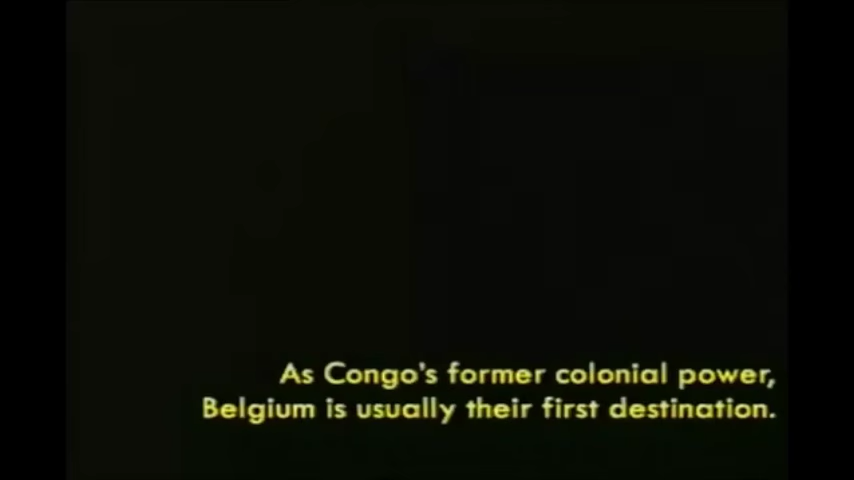 As Congo's former colonial power,
Belgium is usually their first destination.